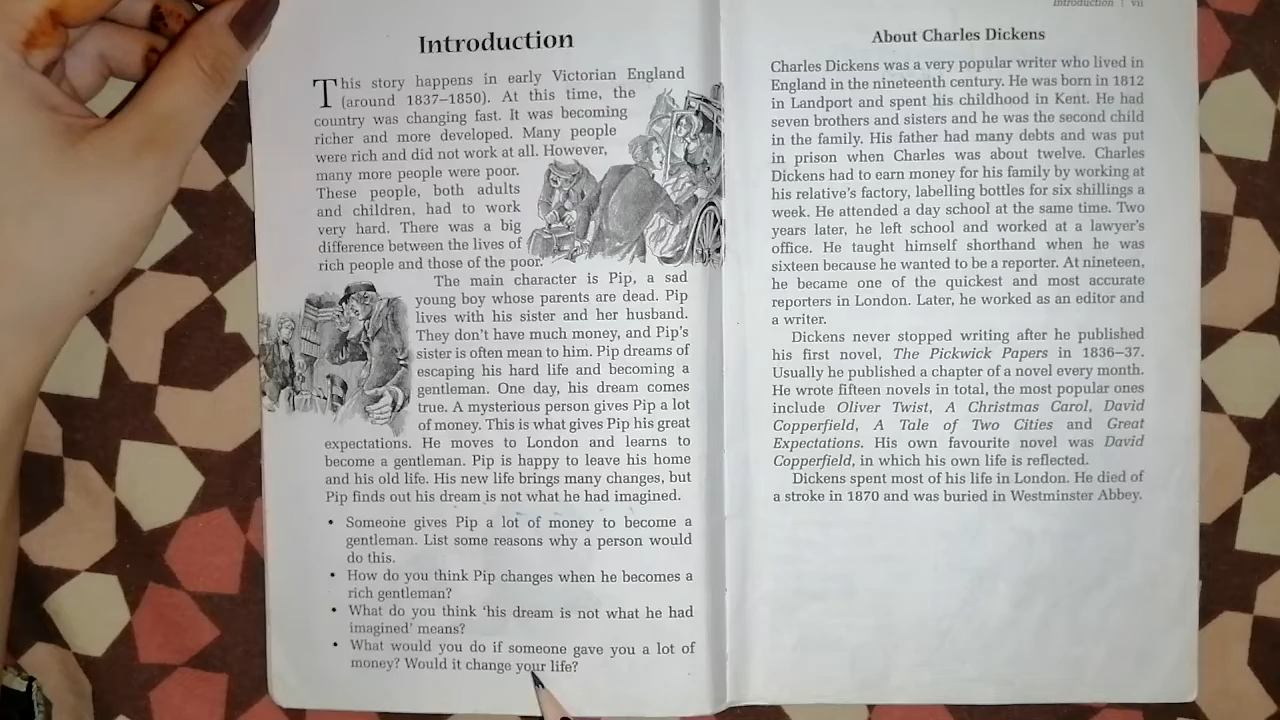 Introduction
This story happens in early Victorian England
(around 1837–1850). At this time, the
country was changing fast. It was becoming
richer and more developed. Many people
were rich and did not work at all. However,
many more people were poor.
These people, both adults
and children, had to work
very hard. There was a big
difference between the lives of
rich people and those of the poor.
The main character is Pip, a sad
young boy whose parents are dead. Pip
lives with his sister and her husband.
They don't have much money, and Pip's
sister is often mean to him. Pip dreams of
escaping his hard life and becoming a
gentleman. One day, his dream comes
true. A mysterious person gives Pip a lot
of money. This is what gives Pip his great
expectations. He moves to London and learns to
become a gentleman. Pip is happy to leave his home
and his old life. His new life brings many changes, but
Pip finds out his dream is not what he had imagined.
• Someone gives Pip a lot of money to become a
gentleman. List some reasons why a person would
do this.
• How do you think Pip changes when he becomes a
rich gentleman?
• What do you think 'his dream is not what he had
imagined' means?
• What would you do if someone gave you a lot of
money? Would it change your life?
Introduction | vii
About Charles Dickens
Charles Dickens was a very popular writer who lived in
England in the nineteenth century. He was born in 1812
in Landport and spent his childhood in Kent. He had
seven brothers and sisters and he was the second child
in the family. His father had many debts and was put
in prison when Charles was about twelve. Charles
Dickens had to earn money for his family by working at
his relative's factory, labelling bottles for six shillings a
week. He attended a day school at the same time. Two
years later, he left school and worked at a lawyer's
office. He taught himself shorthand when he was
sixteen because he wanted to be a reporter. At nineteen,
he became one of the quickest and most accurate
reporters in London. Later, he worked as an editor and
a writer.
Dickens never stopped writing after he published
his first novel, The Pickwick Papers in 1836–37.
Usually he published a chapter of a novel every month.
He wrote fifteen novels in total, the most popular ones
include Oliver Twist, A Christmas Carol, David
Copperfield, A Tale of Two Cities and Great
Expectations. His own favourite novel was David
Copperfield, in which his own life is reflected.
Dickens spent most of his life in London. He died of
a stroke in 1870 and was buried in Westminster Abbey.